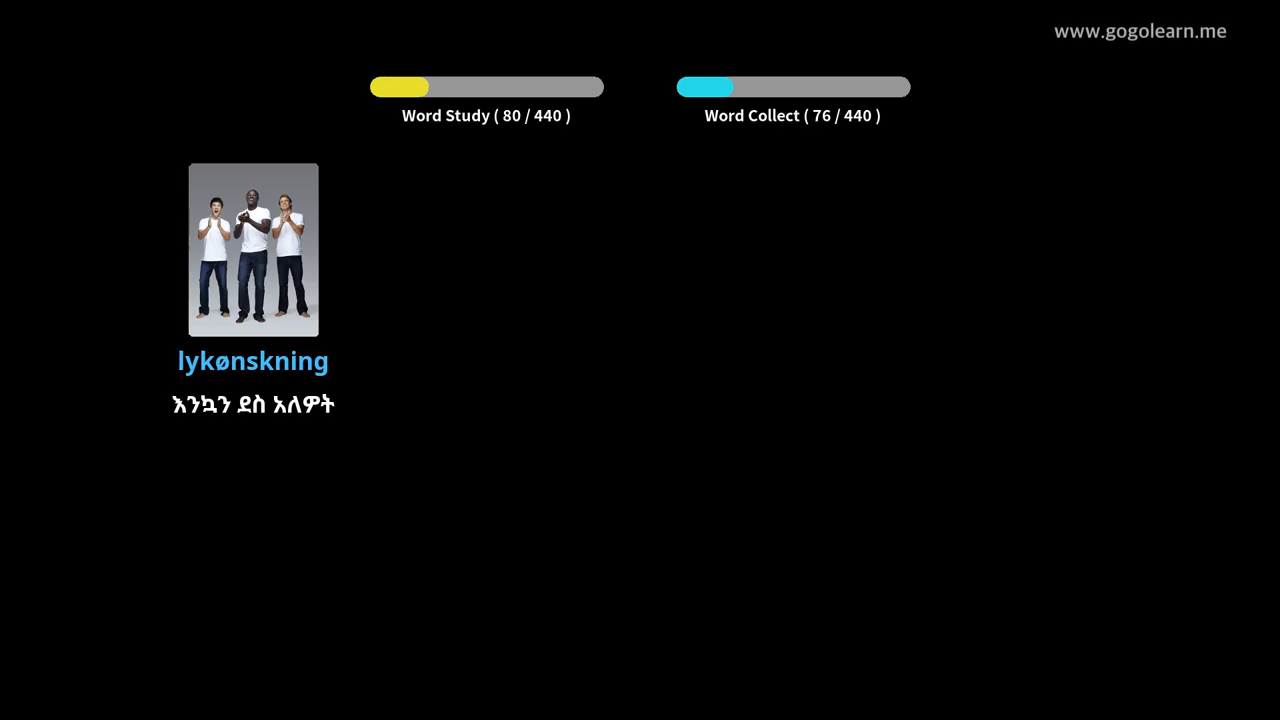 www.gogolearn.me
Word Study ( 80 / 440 )
Word Collect ( 76 / 440 )
lykønskning
እንኳን ደስ አለዎት